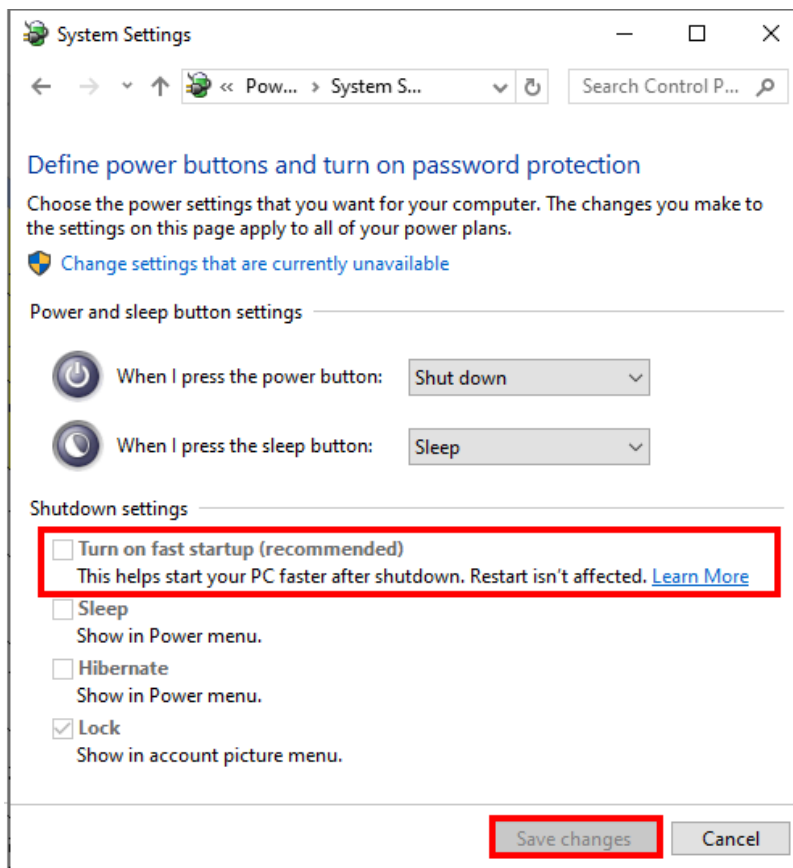 System Settings
« Pow... › System S... Search Control P...
Define power buttons and turn on password protection
Choose the power settings that you want for your computer. The changes you make to
the settings on this page apply to all of your power plans.
Change settings that are currently unavailable
Power and sleep button settings
When I press the power button: Shut down
When I press the sleep button: Sleep
Shutdown settings
Turn on fast startup (recommended)
This helps start your PC faster after shutdown. Restart isn't affected. Learn More
Sleep
Show in Power menu.
Hibernate
Show in Power menu.
Lock
Show in account picture menu.
Save changes Cancel